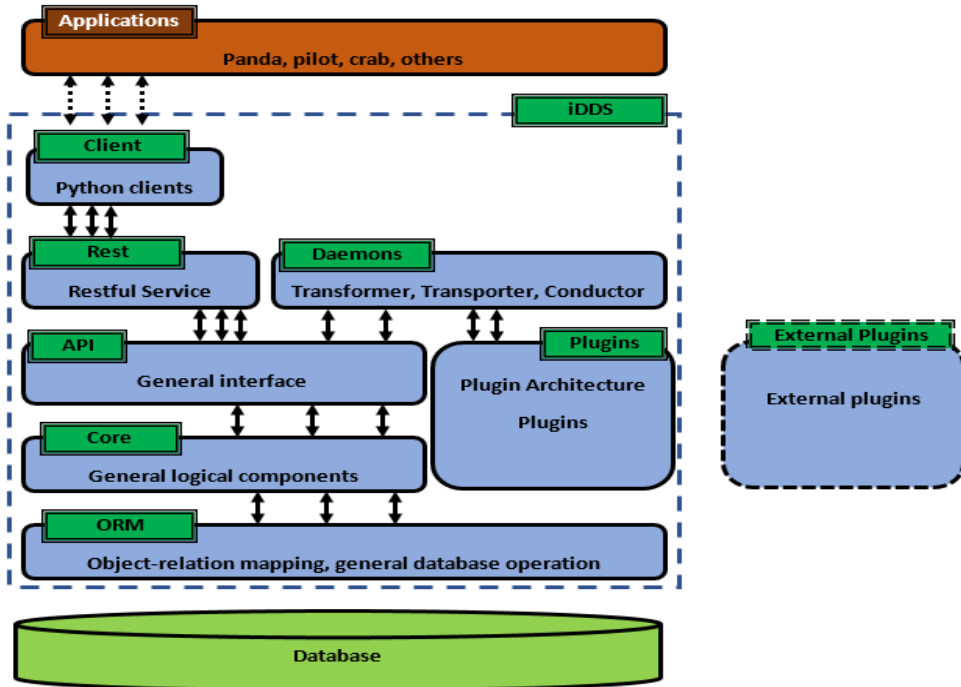 Applications
Panda, pilot, crab, others
iDDS
Client
Python clients
Rest
Restful Service
Daemons
Transformer, Transporter, Conductor
API
General interface
Plugins
Plugin Architecture
Plugins
External Plugins
External plugins
Core
General logical components
ORM
Object-relation mapping, general database operation
Database